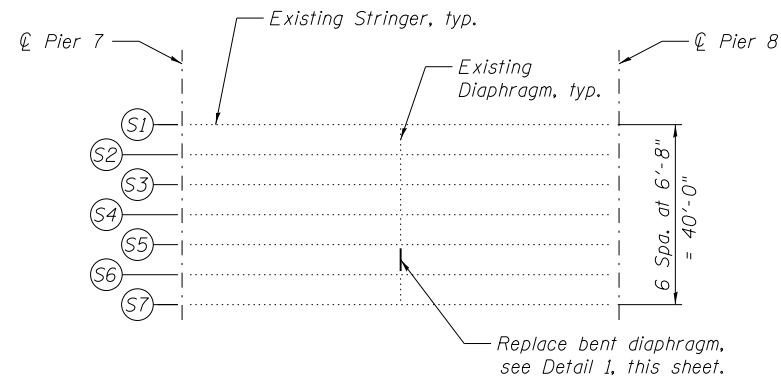 Existing Stringer, typ.
℄ Pier 7
℄ Pier 8
Existing
Diaphragm, typ.
S1
S2
S3
S4
S5
S6
S7
6 Spa. at 6'-8"
= 40'-0"
Replace bent diaphragm,
see Detail 1, this sheet.